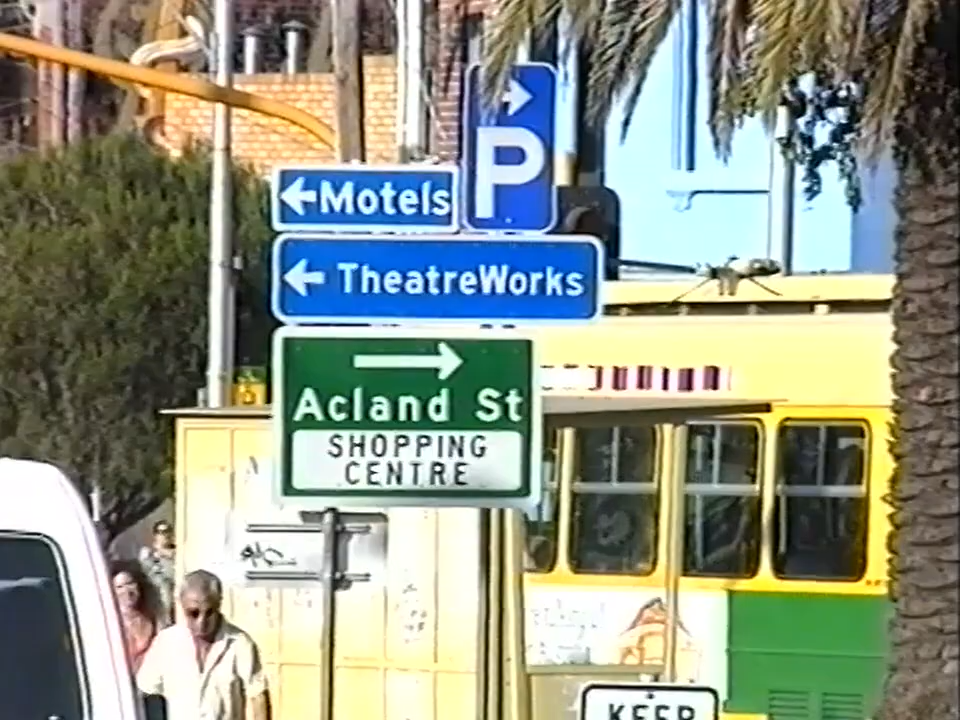 P
Motels
TheatreWorks
Acland St
SHOPPING
CENTRE
KEEP